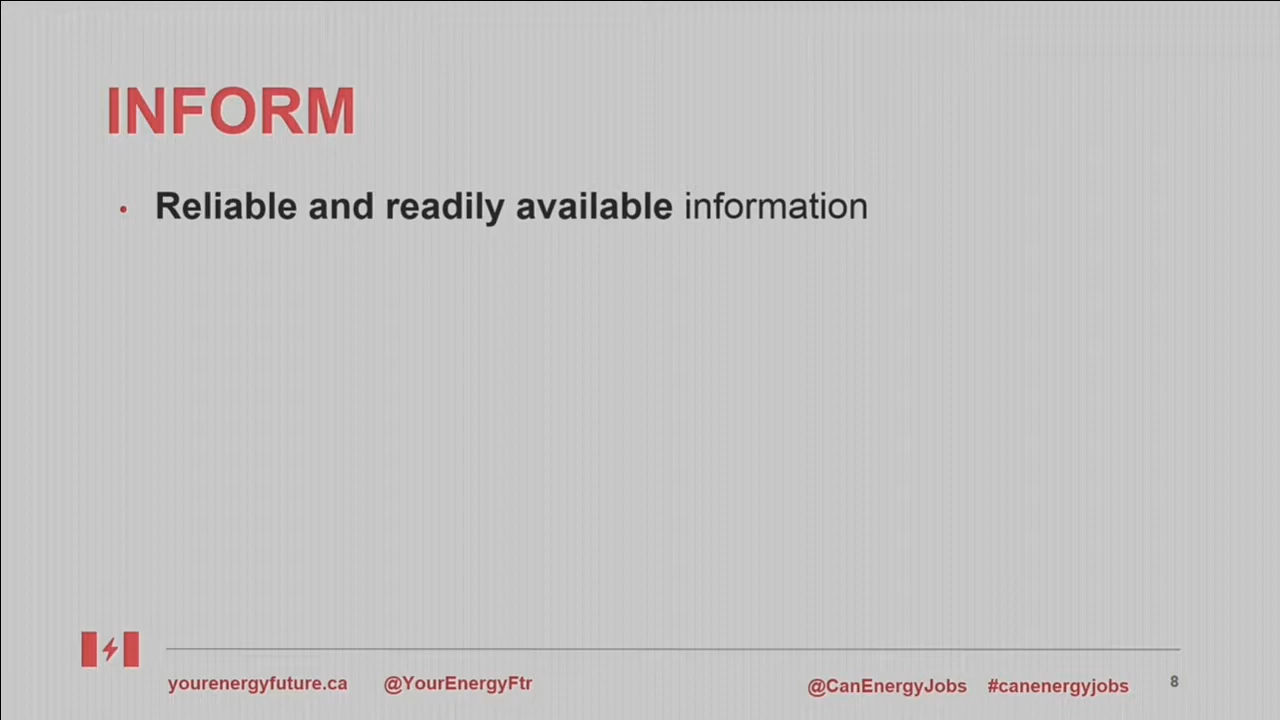 INFORM
• Reliable and readily available information
yourenergyfuture.ca @YourEnergyFtr @CanEnergyJobs #canenergyjobs 8